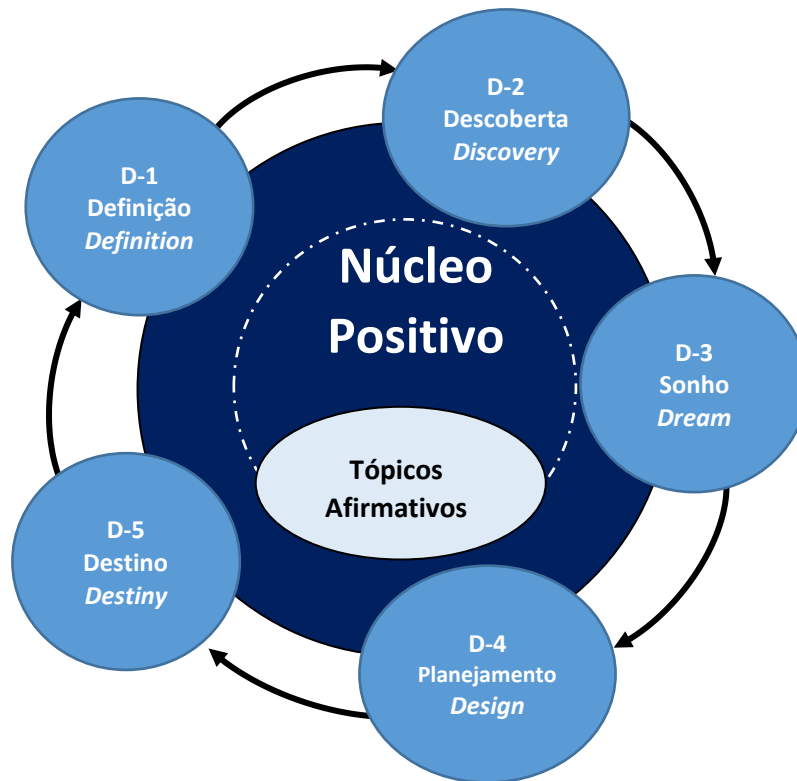 D-1
Definição
Definition
D-2
Descoberta
Discovery
D-3
Sonho
Dream
D-4
Planejamento
Design
D-5
Destino
Destiny
Núcleo
Positivo
Tópicos
Afirmativos